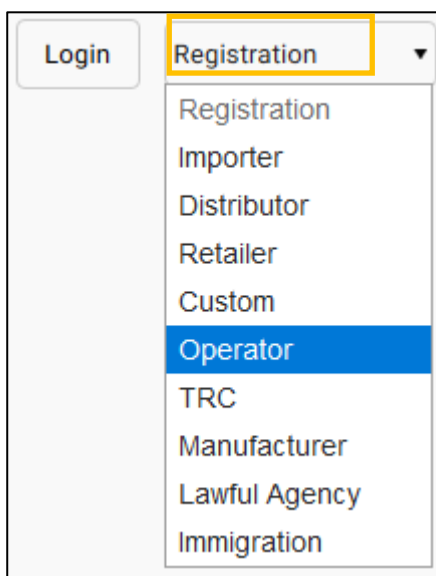 Login
Registration
Registration
Importer
Distributor
Retailer
Custom
Operator
TRC
Manufacturer
Lawful Agency
Immigration